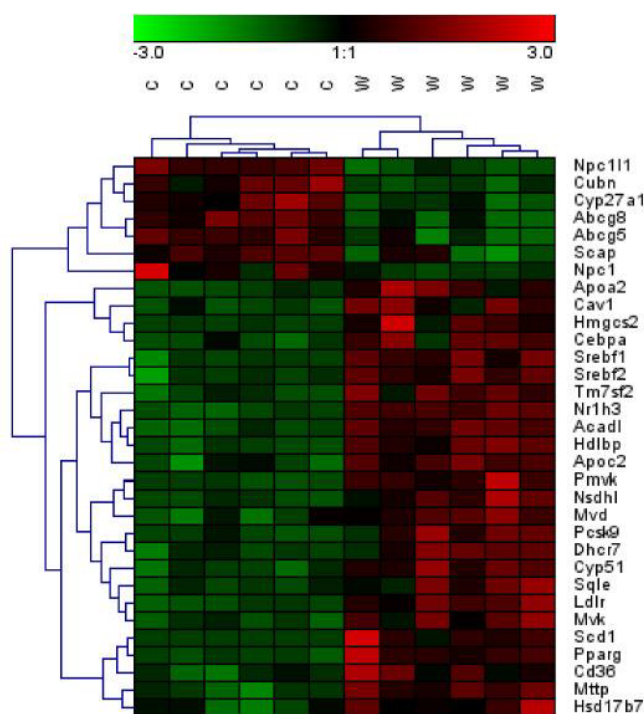 -3.0 1:1 3.0
C C C C C C W W W W W W
Npc1l1
Cubn
Cyp27a1
Abcg8
Abcg5
Scap
Npc1
Apoa2
Cav1
Hmgcs2
Cebpa
Srebf1
Srebf2
Tm7sf2
Nr1h3
Acadl
Hdlbp
Apoc2
Pmvk
Nsdhl
Mvd
Pcsk9
Dhcr7
Cyp51
Sqle
Ldlr
Mvk
Scd1
Pparg
Cd36
Mttp
Hsd17b7